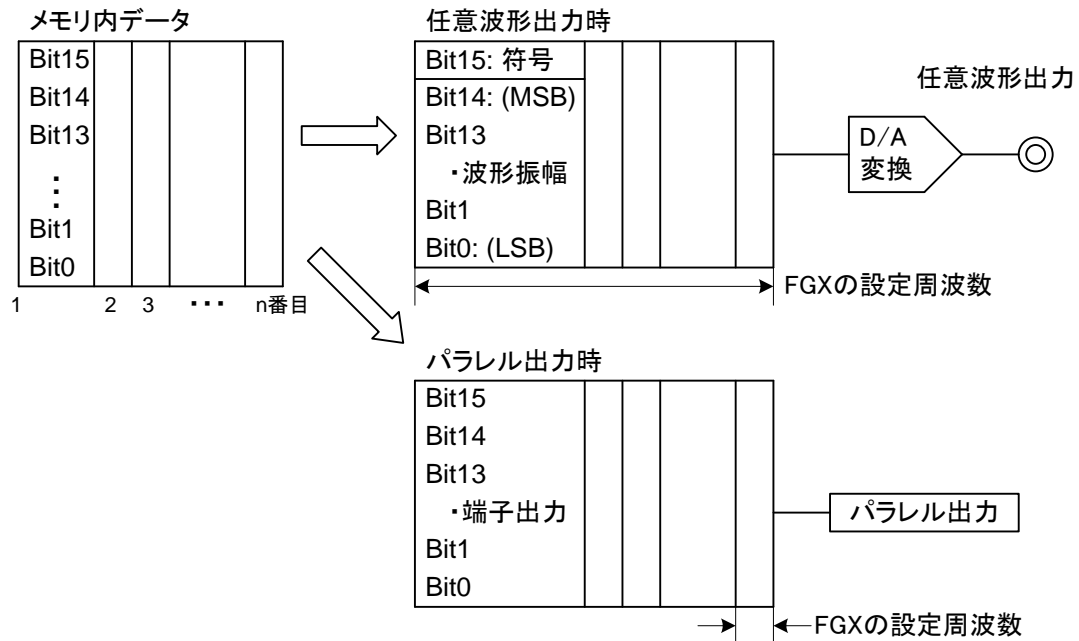 メモリ内データ
Bit15
Bit14
Bit13
⋮
Bit1
Bit0
1 2 3 ・・・ n番目
任意波形出力時
Bit15: 符号
Bit14: (MSB)
Bit13
・波形振幅
Bit1
Bit0: (LSB)
FGXの設定周波数
D/A
変換
任意波形出力
パラレル出力時
Bit15
Bit14
Bit13
・端子出力
Bit1
Bit0
パラレル出力
FGXの設定周波数